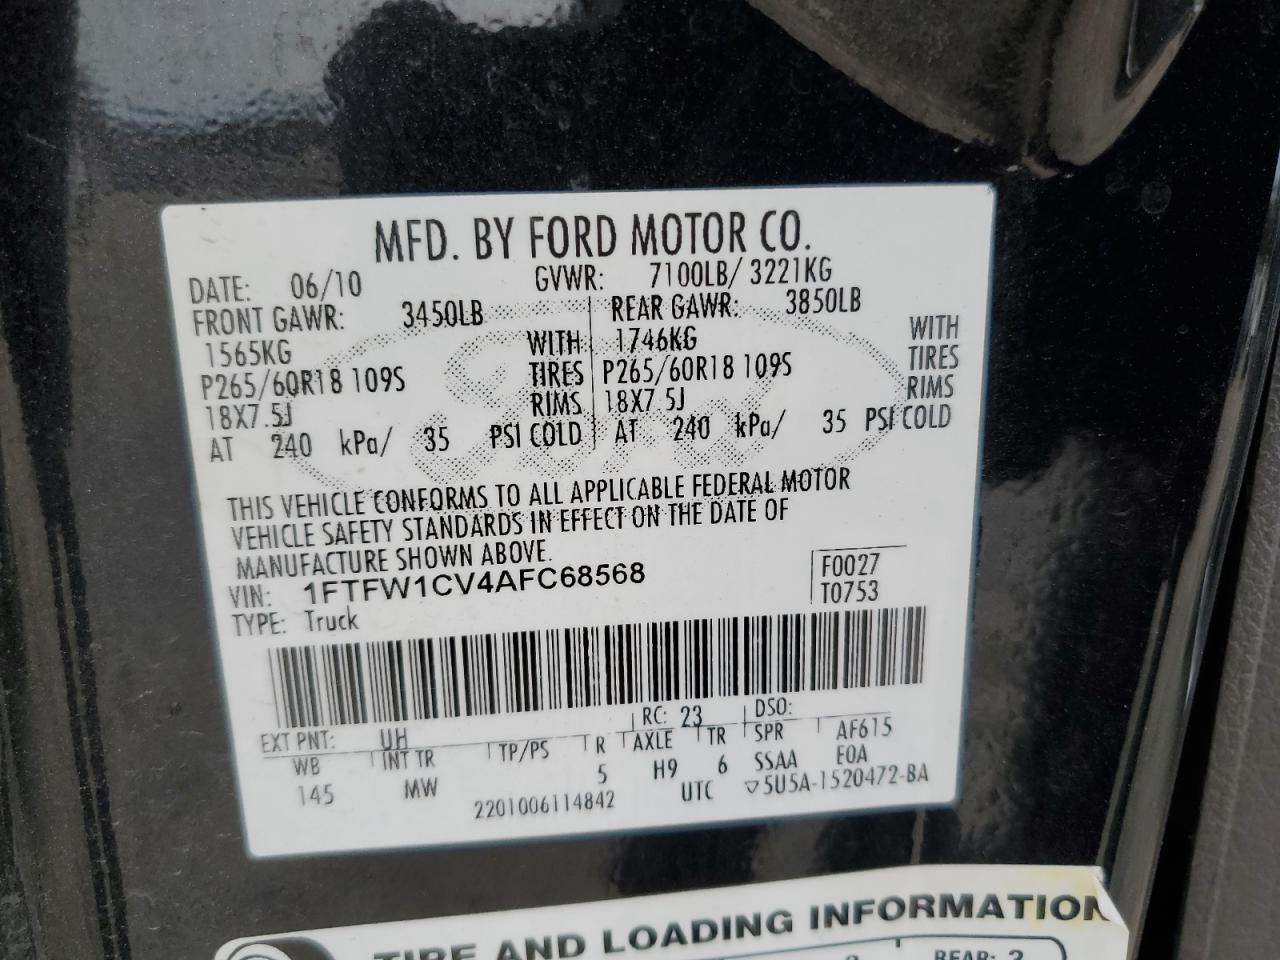 MFD. BY FORD MOTOR CO.
DATE: 06/10 GVWR: 7100LB/ 3221KG
FRONT GAWR: 3450LB REAR GAWR: 3850LB
1565KG WITH 1746KG WITH
P265/60R18 109S TIRES P265/60R18 109S TIRES
18X7.5J RIMS 18X7.5J RIMS
AT 240 kPa/ 35 PSI COLD AT 240 kPa/ 35 PSI COLD
THIS VEHICLE CONFORMS TO ALL APPLICABLE FEDERAL MOTOR
VEHICLE SAFETY STANDARDS IN EFFECT ON THE DATE OF
MANUFACTURE SHOWN ABOVE.
VIN: 1FTFW1CV4AFC68568 F0027
TYPE: Truck T0753
EXT PNT: UH RC: 23 DSO:
WB INT TR TP/PS R AXLE TR SPR AF615
145 MW 5 H9 6 SSAA E0A
2201006114842 UTC ▽5U5A-1520472-BA
TIRE AND LOADING INFORMATION
REAR: